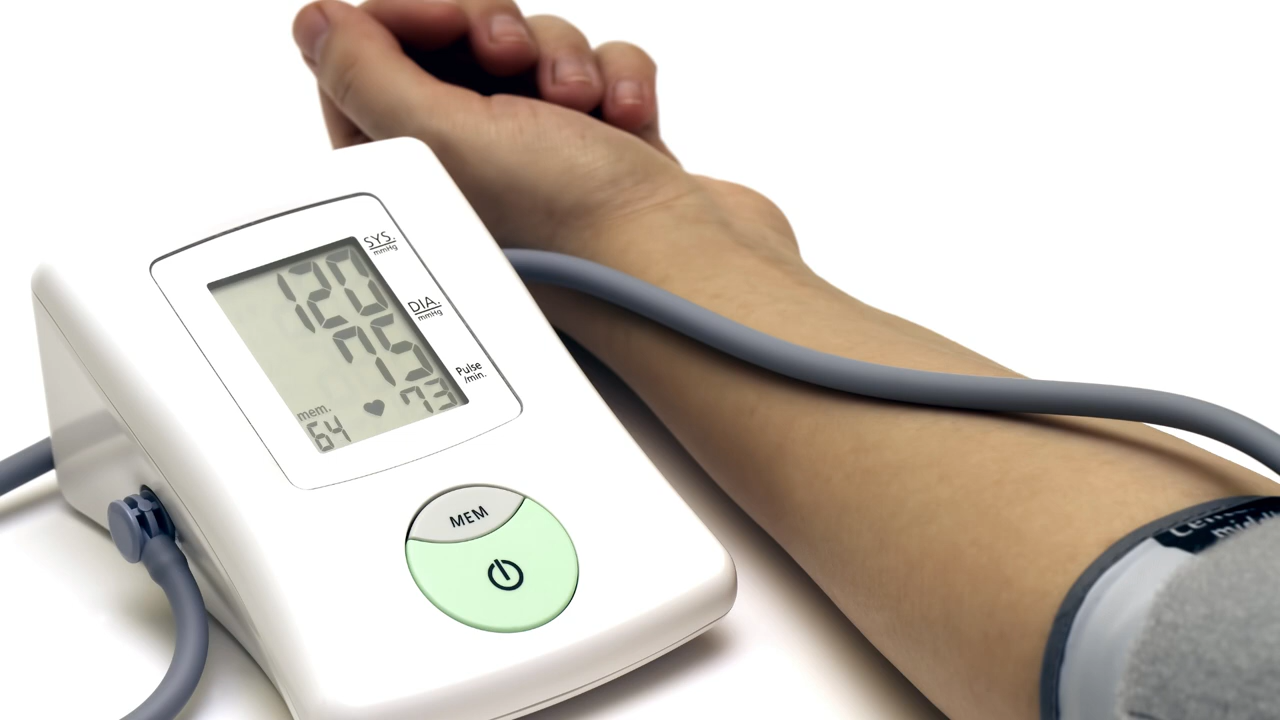 SYS.
mmHg
120
DIA.
mmHg
75
Pulse
/min.
73
mem.
64
MEM